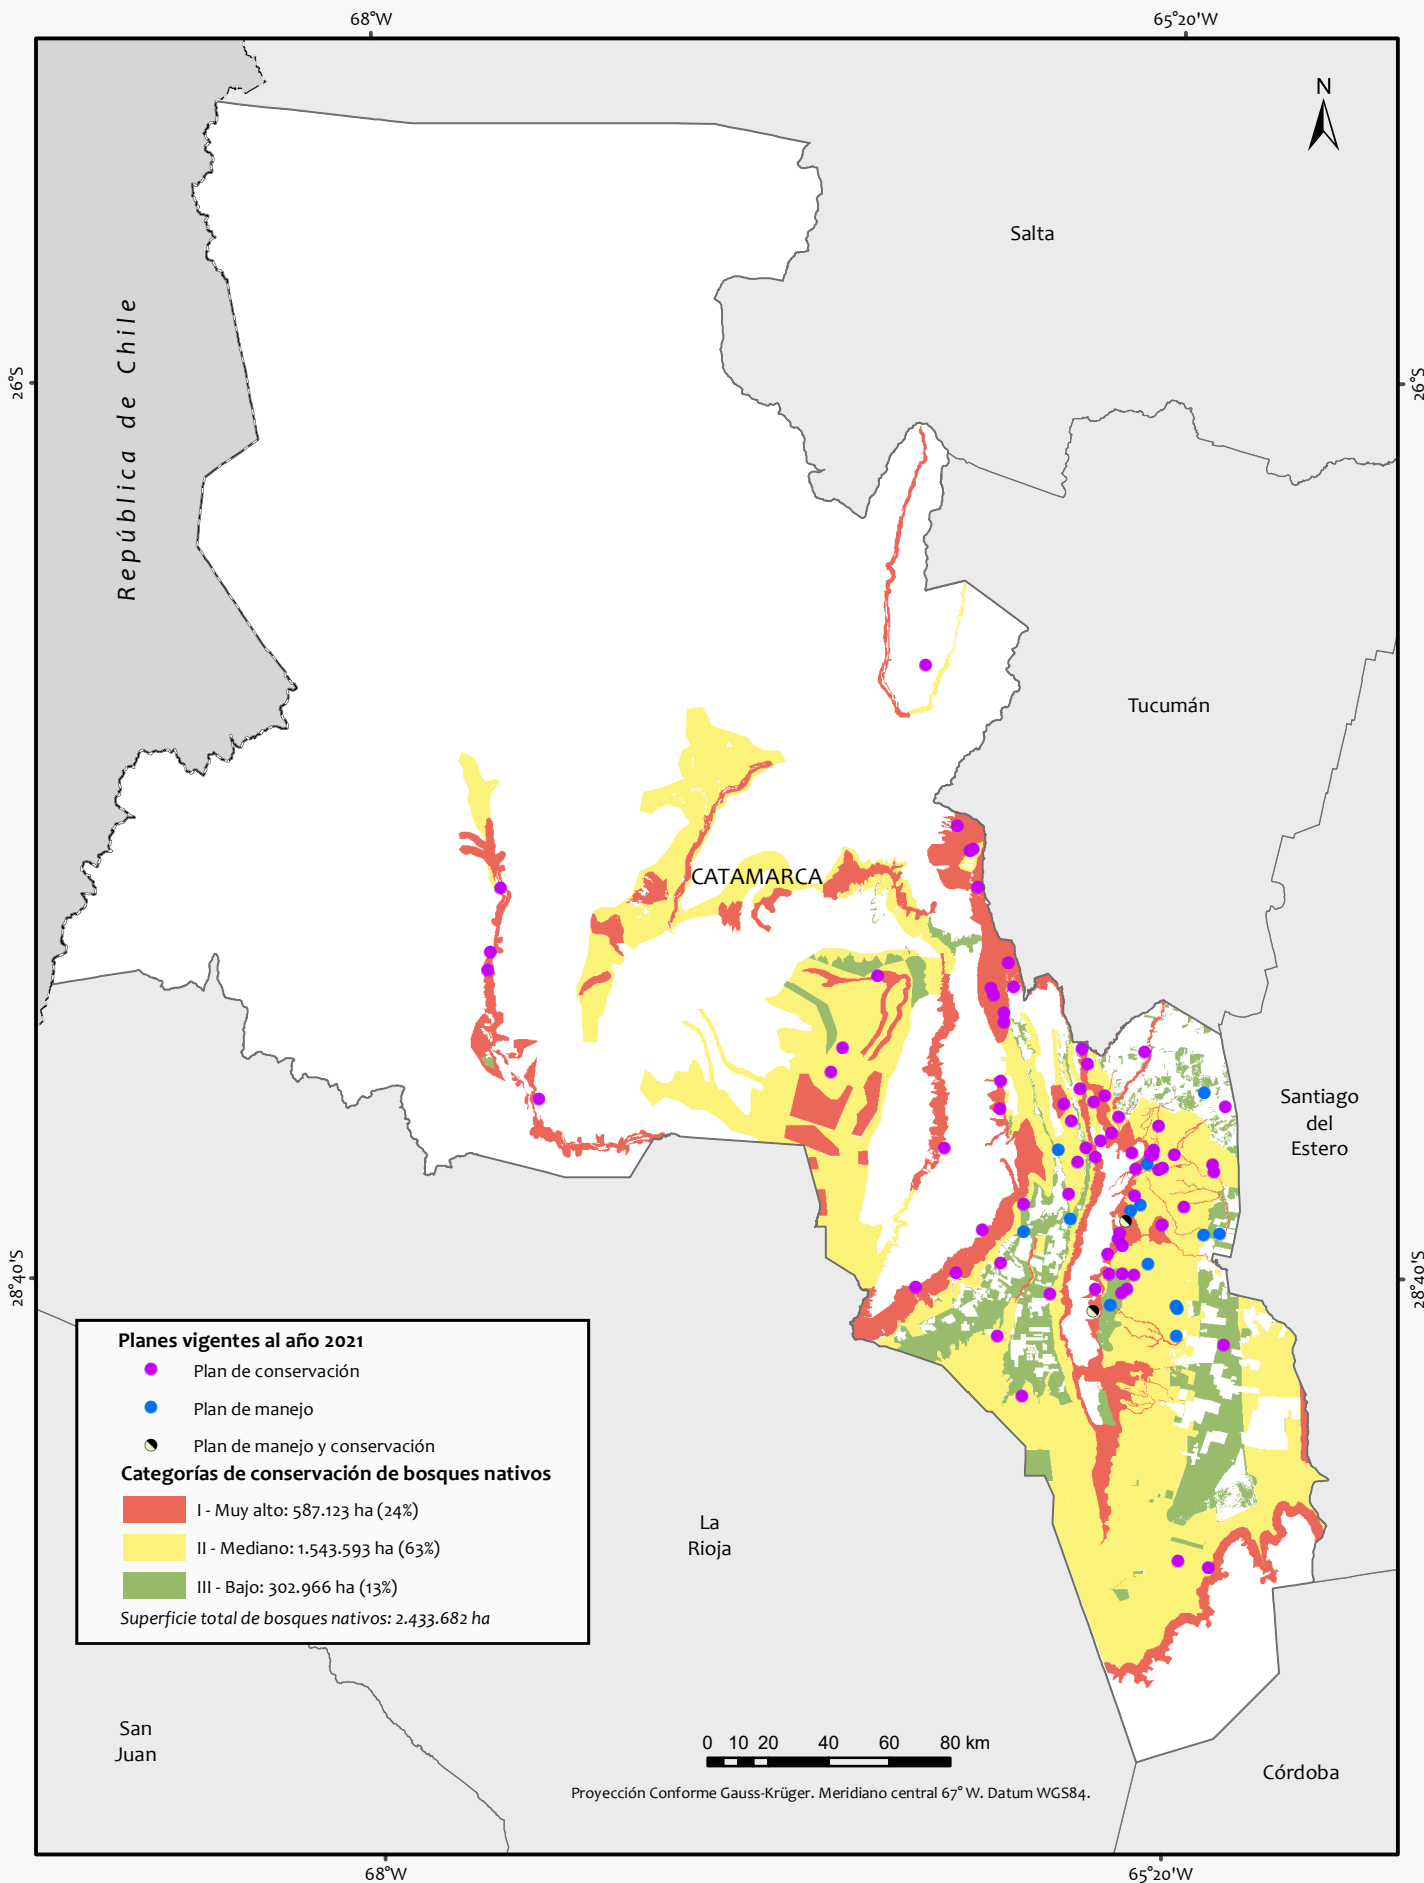 68°W
65°20'W
N
Salta
República de Chile
26°S
26°S
Tucumán
CATAMARCA
Santiago
del
Estero
28°40'S
28°40'S
Planes vigentes al año 2021
Plan de conservación
Plan de manejo
Plan de manejo y conservación
Categorías de conservación de bosques nativos
I - Muy alto: 587.123 ha (24%)
II - Mediano: 1.543.593 ha (63%)
III - Bajo: 302.966 ha (13%)
Superficie total de bosques nativos: 2.433.682 ha
La
Rioja
San
Juan
0 10 20 40 60 80 km
Córdoba
Proyección Conforme Gauss-Krüger. Meridiano central 67° W. Datum WGS84.
68°W
65°20'W